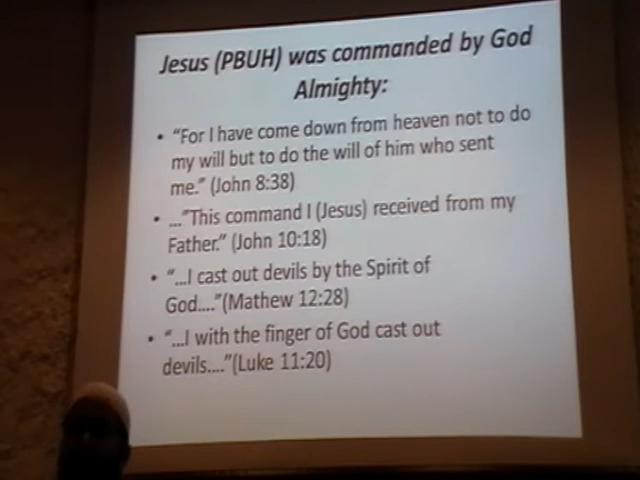 Jesus (PBUH) was commanded by God
Almighty:
• “For I have come down from heaven not to do
my will but to do the will of him who sent
me.” (John 8:38)
• ...“This command I (Jesus) received from my
Father.” (John 10:18)
• “...I cast out devils by the Spirit of
God....”(Mathew 12:28)
• “...I with the finger of God cast out
devils....”(Luke 11:20)